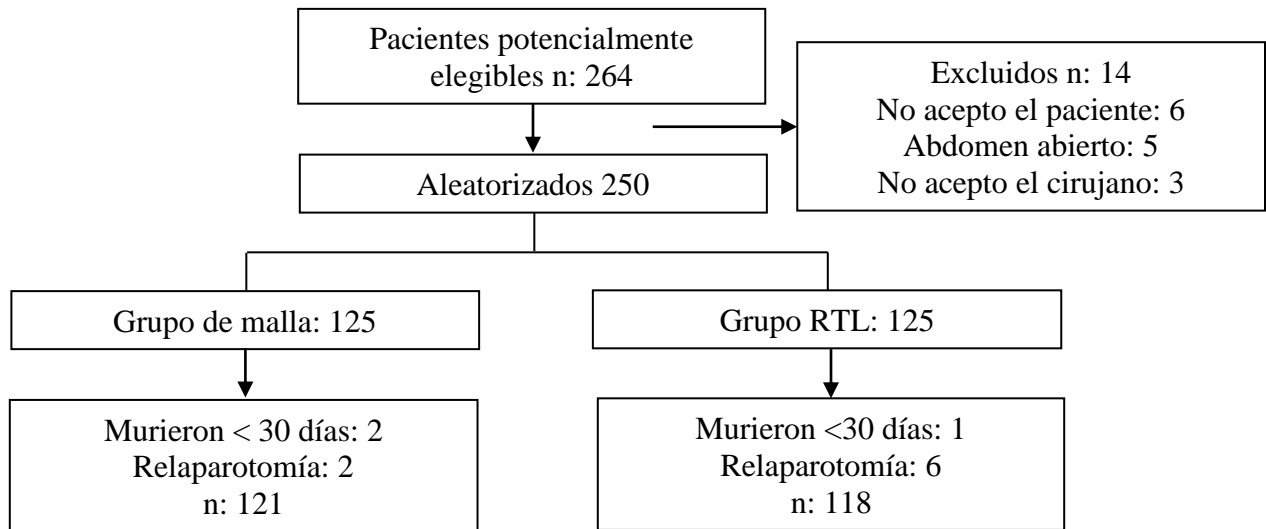 Pacientes potencialmente
elegibles n: 264
Excluidos n: 14
No acepto el paciente: 6
Abdomen abierto: 5
No acepto el cirujano: 3
Aleatorizados 250
Grupo de malla: 125
Grupo RTL: 125
Murieron < 30 días: 2
Relaparotomía: 2
n: 121
Murieron <30 días: 1
Relaparotomía: 6
n: 118